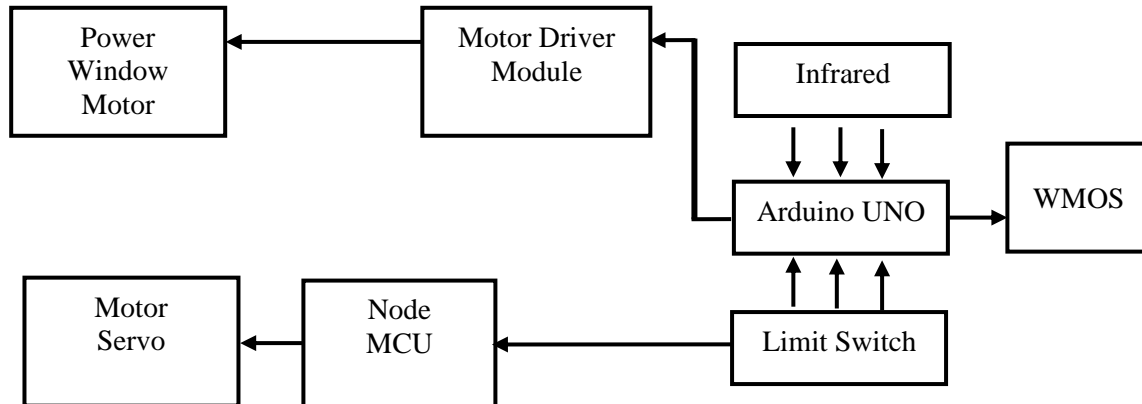 Power
Window
Motor
Motor Driver
Module
Infrared
Arduino UNO
WMOS
Motor
Servo
Node
MCU
Limit Switch